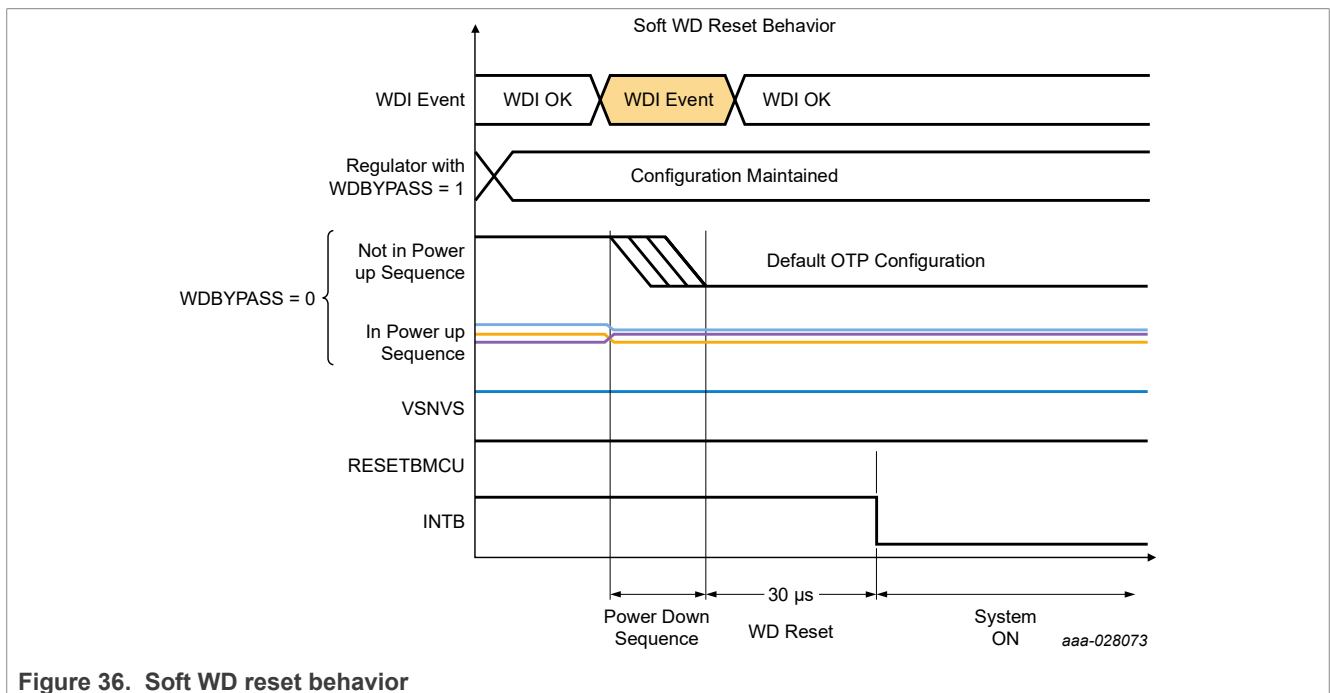 Soft WD Reset Behavior
WDI Event
WDI OK
WDI Event
WDI OK
Regulator with
WDBYPASS = 1
Configuration Maintained
WDBYPASS = 0
Not in Power
up Sequence
Default OTP Configuration
In Power up
Sequence
VSNVS
RESETBMCU
INTB
30 µs
Power Down
Sequence
WD Reset
System
ON
aaa-028073
Figure 36. Soft WD reset behavior